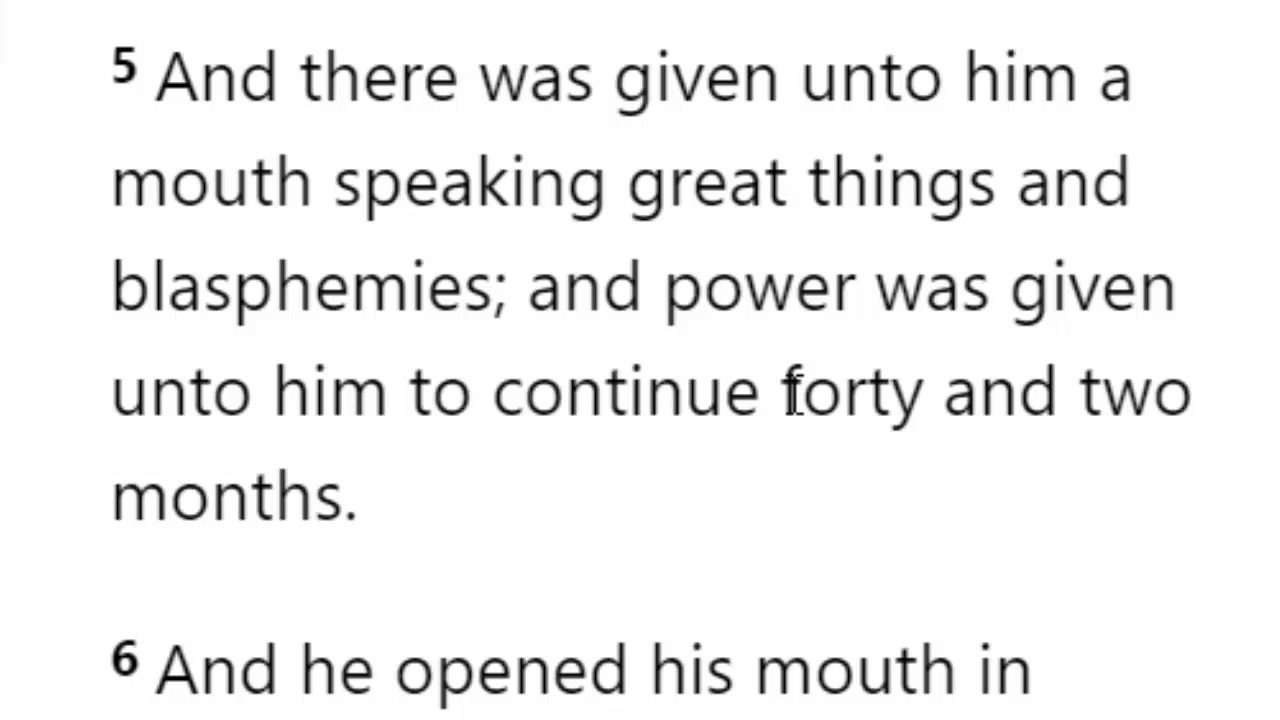 5 And there was given unto him a
mouth speaking great things and
blasphemies; and power was given
unto him to continue forty and two
months.
6 And he opened his mouth in